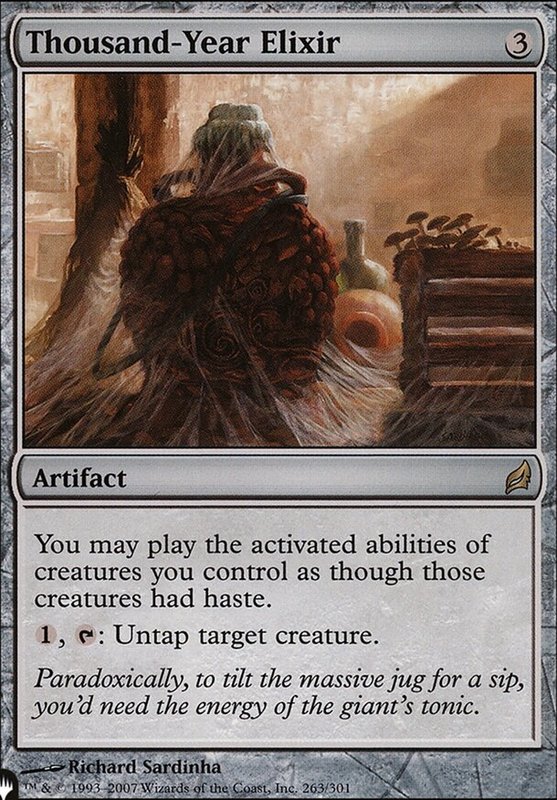 Thousand-Year Elixir 3
Artifact
You may play the activated abilities of
creatures you control as though those
creatures had haste.
1, : Untap target creature.
Paradoxically, to tilt the massive jug for a sip,
you'd need the energy of the giant's tonic.
Richard Sardinha
™ & © 1993–2007 Wizards of the Coast, Inc. 263/301